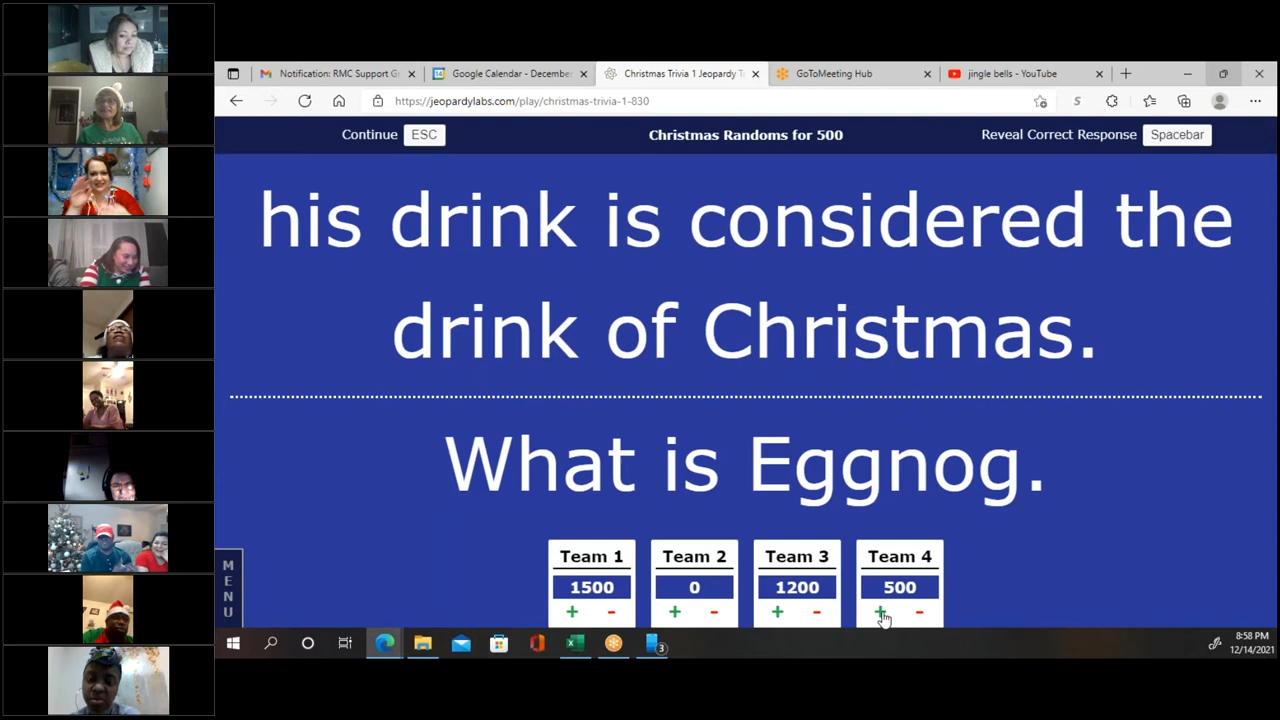 Notification: RMC Support Gr
Google Calendar - December
Christmas Trivia 1 Jeopardy T
GoToMeeting Hub
jingle bells - YouTube
https://jeopardylabs.com/play/christmas-trivia-1-830
Continue ESC
Christmas Randoms for 500
Reveal Correct Response Spacebar
his drink is considered the
drink of Christmas.
What is Eggnog.
MENU
Team 1 Team 2 Team 3 Team 4
1500 0 1200 500
+ - + - + - + -
3
8:58 PM
12/14/2021